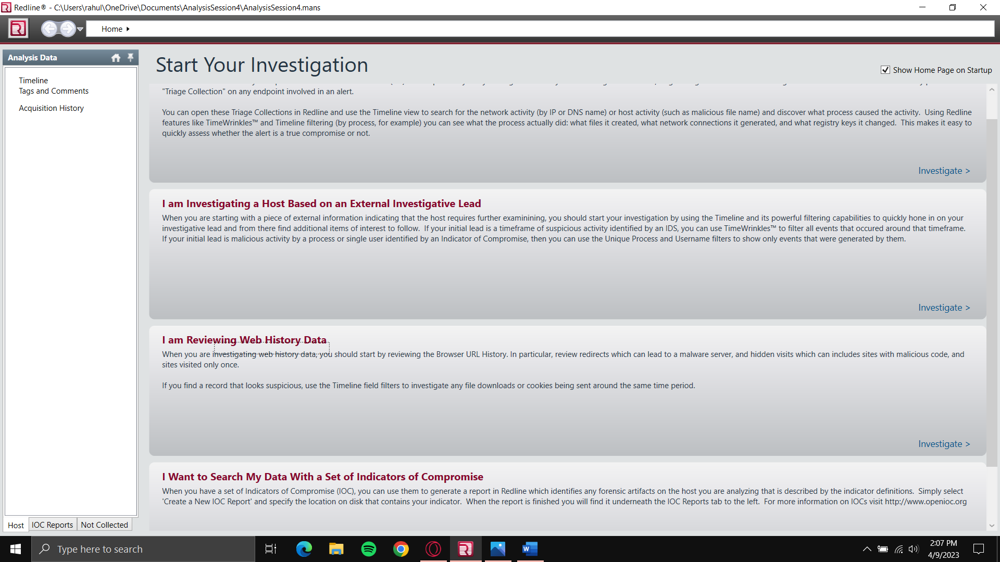 Redline® - C:\Users\rahul\OneDrive\Documents\AnalysisSession4\AnalysisSession4.mans
Home
Analysis Data
Timeline
Tags and Comments
Acquisition History
Start Your Investigation
Show Home Page on Startup
"Triage Collection" on any endpoint involved in an alert.
You can open these Triage Collections in Redline and use the Timeline view to search for the network activity (by IP or DNS name) or host activity (such as malicious file name) and discover what process caused the activity. Using Redline
features like TimeWrinkles™ and Timeline filtering (by process, for example) you can see what the process actually did: what files it created, what network connections it generated, and what registry keys it changed. This makes it easy to
quickly assess whether the alert is a true compromise or not.
Investigate >
I am Investigating a Host Based on an External Investigative Lead
When you are starting with a piece of external information indicating that the host requires further examinining, you should start your investigation by using the Timeline and its powerful filtering capabilities to quickly hone in on your
investigative lead and from there find additional items of interest to follow. If your initial lead is a timeframe of suspicious activity identified by an IDS, you can use TimeWrinkles™ to filter all events that occured around that timeframe.
If your initial lead is malicious activity by a process or single user identified by an Indicator of Compromise, then you can use the Unique Process and Username filters to show only events that were generated by them.
Investigate >
I am Reviewing Web History Data
When you are investigating web history data, you should start by reviewing the Browser URL History. In particular, review redirects which can lead to a malware server, and hidden visits which can includes sites with malicious code, and
sites visited only once.
If you find a record that looks suspicious, use the Timeline field filters to investigate any file downloads or cookies being sent around the same time period.
Investigate >
I Want to Search My Data With a Set of Indicators of Compromise
When you have a set of Indicators of Compromise (IOC), you can use them to generate a report in Redline which identifies any forensic artifacts on the host you are analyzing that is described by the indicator definitions. Simply select
'Create a New IOC Report' and specify the location on disk that contains your indicator. When the report is finished you will find it underneath the IOC Reports tab to the left. For more information on IOCs visit http://www.openioc.org
Host
IOC Reports
Not Collected
Type here to search
2:07 PM
4/9/2023